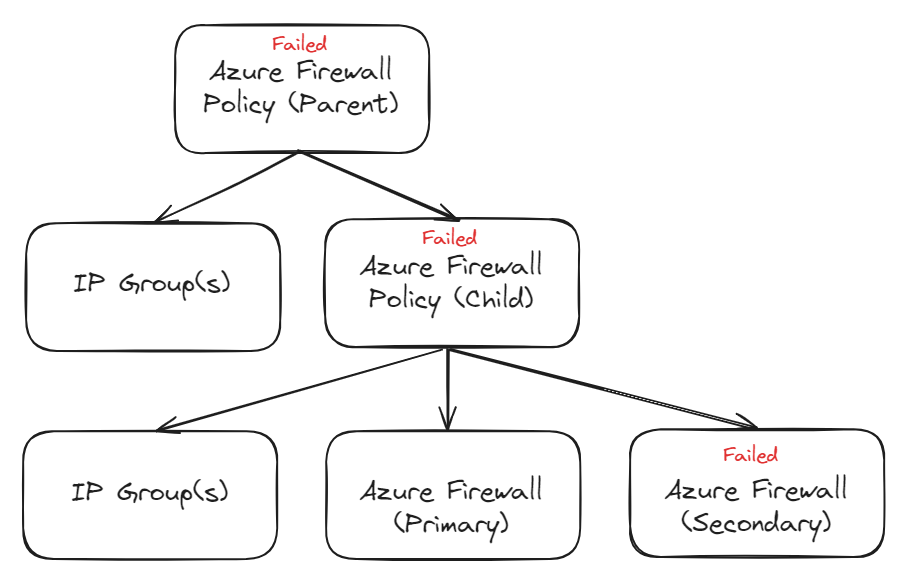 Failed
Azure Firewall
Policy (Parent)
IP Group(s)
Failed
Azure Firewall
Policy (Child)
IP Group(s)
Azure Firewall
(Primary)
Failed
Azure Firewall
(Secondary)